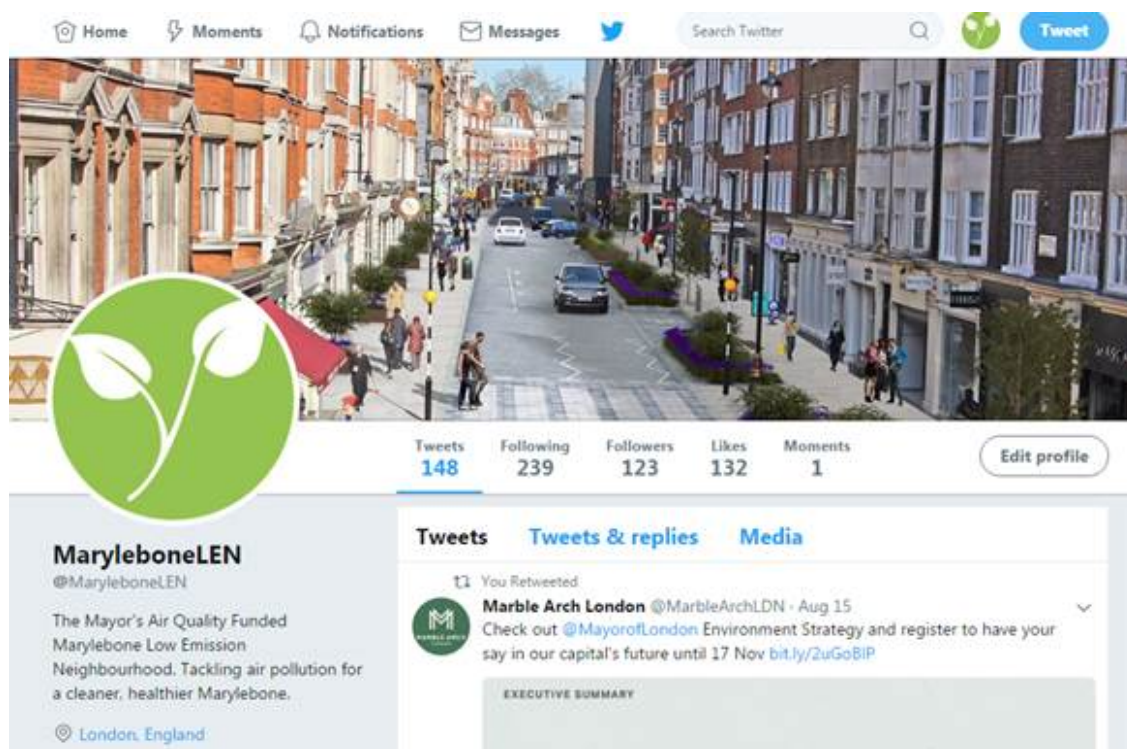 Home Moments Notifications Messages Search Twitter Tweet
Tweets Following Followers Likes Moments
148 239 123 132 1
Edit profile
MaryleboneLEN
@MaryleboneLEN
The Mayor's Air Quality Funded
Marylebone Low Emission
Neighbourhood. Tackling air pollution for
a cleaner, healthier Marylebone.
London, England
Tweets Tweets & replies Media
You Retweeted
Marble Arch London @MarbleArchLDN · Aug 15
Check out @MayorofLondon Environment Strategy and register to have your
say in our capital's future until 17 Nov bit.ly/2uGoBIP
MARBLE ARCH
EXECUTIVE SUMMARY